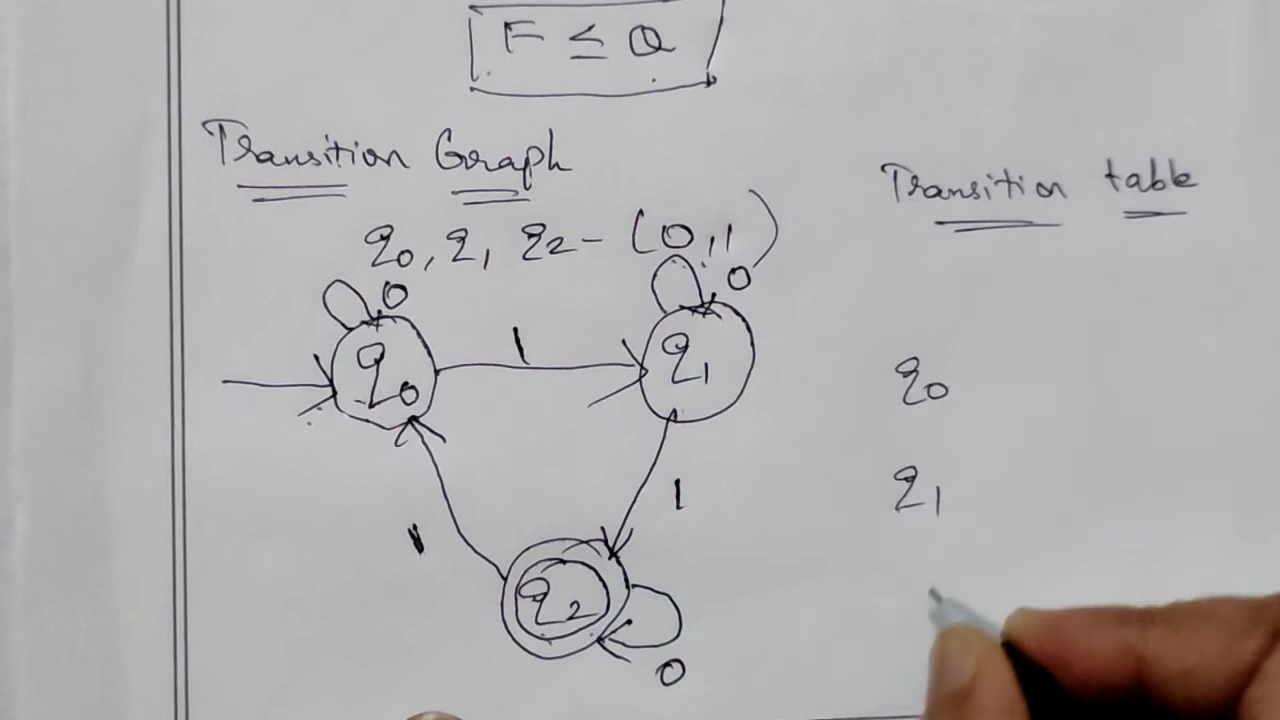 F ≤ Q
Transition Graph
q0, q1 q2 - (0,1)
0
0
q0
1
q1
1
1
q2
0
Transition table
q0
q1